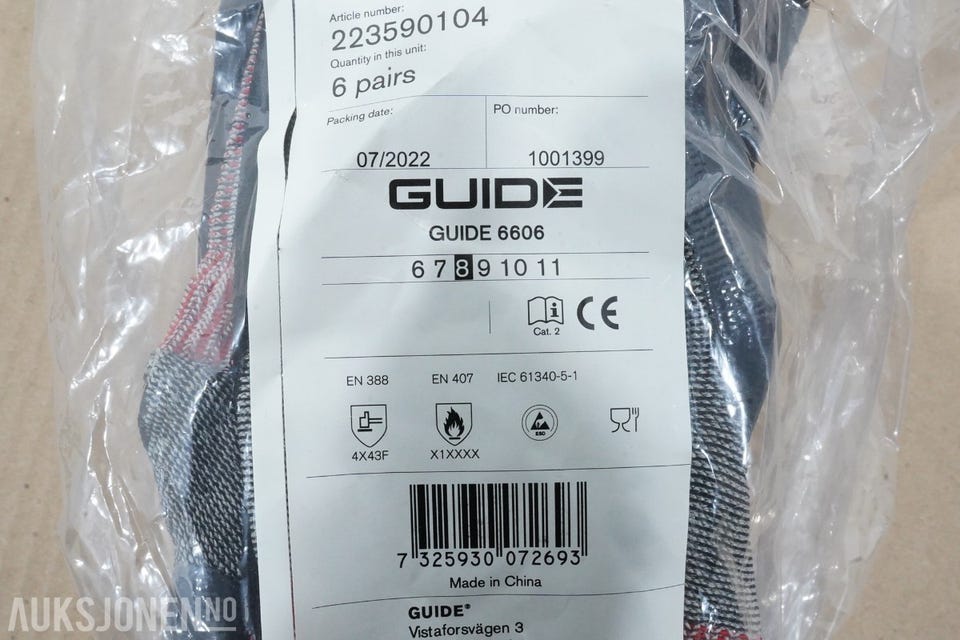 Article number:
223590104
Quantity in this unit:
6 pairs
Packing date:
PO number:
07/2022
1001399
GUIDE
GUIDE 6606
6 7 8 9 10 11
i
Cat. 2
CE
EN 388
EN 407
IEC 61340-5-1
ESD
4X43F
X1XXXX
7 325930 072693
Made in China
GUIDE®
Vistaforsvägen 3
AUKSJONEN.NO